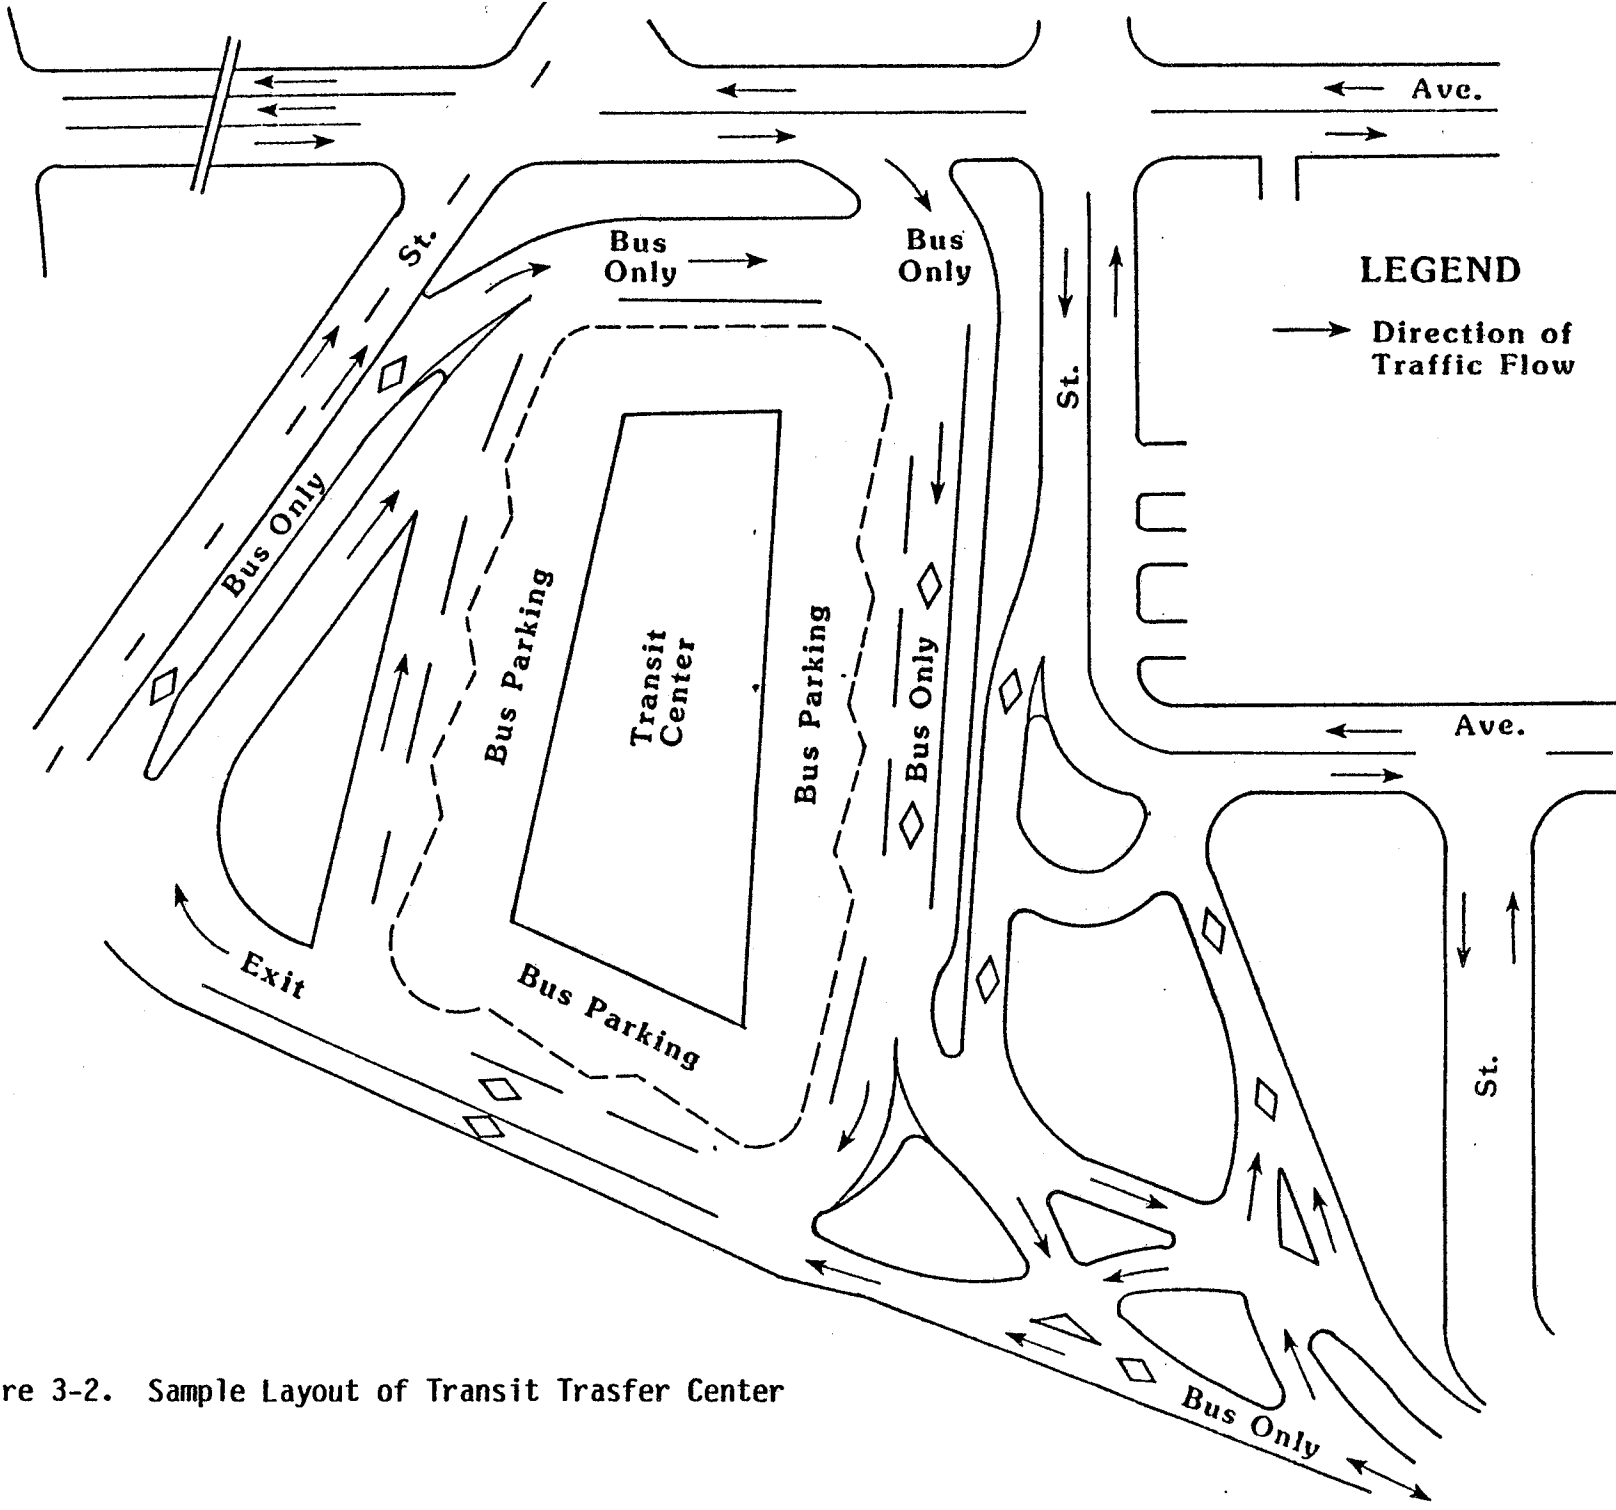 Ave.
St.
Bus
Only
Bus
Only
LEGEND
Direction of
Traffic Flow
St.
Bus Only
Bus Parking
Transit
Center
Bus Parking
Bus Only
Ave.
Exit
Bus Parking
St.
Bus Only
re 3-2. Sample Layout of Transit Trasfer Center